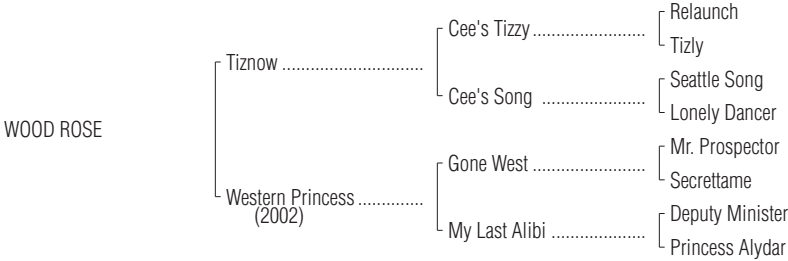 Relaunch
Cee's Tizzy ........................
Tizly
Tiznow ..............................
Seattle Song
Cee's Song ......................
Lonely Dancer
WOOD ROSE
Mr. Prospector
Gone West ........................
Secrettame
Western Princess ..............
(2002)
Deputy Minister
My Last Alibi ....................
Princess Alydar